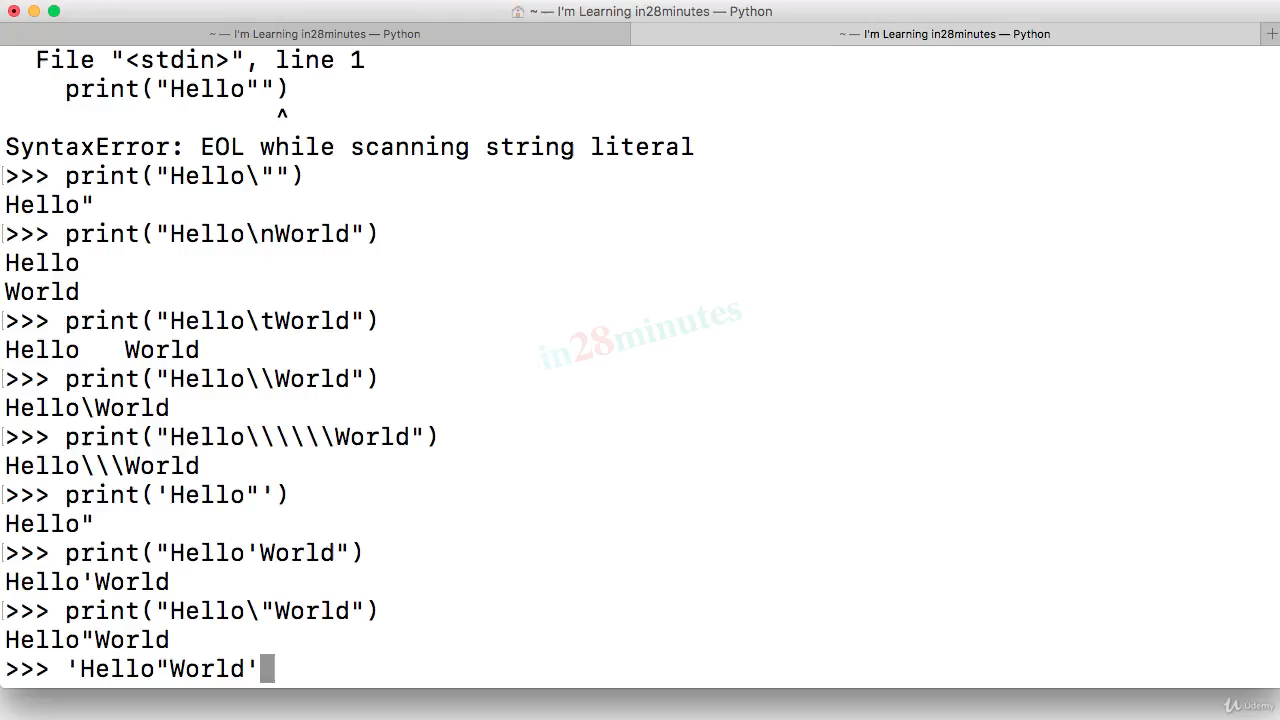 ~ — I'm Learning in28minutes — Python
~ — I'm Learning in28minutes — Python
~ — I'm Learning in28minutes — Python
File "<stdin>", line 1
print("Hello"")
^
SyntaxError: EOL while scanning string literal
>>> print("Hello\"")
Hello"
>>> print("Hello\nWorld")
Hello
World
>>> print("Hello\tWorld")
Hello   World
>>> print("Hello\\World")
Hello\World
>>> print("Hello\\\\\\World")
Hello\\\World
>>> print('Hello"')
Hello"
>>> print("Hello'World")
Hello'World
>>> print("Hello\"World")
Hello"World
>>> 'Hello"World'
in28minutes
Udemy